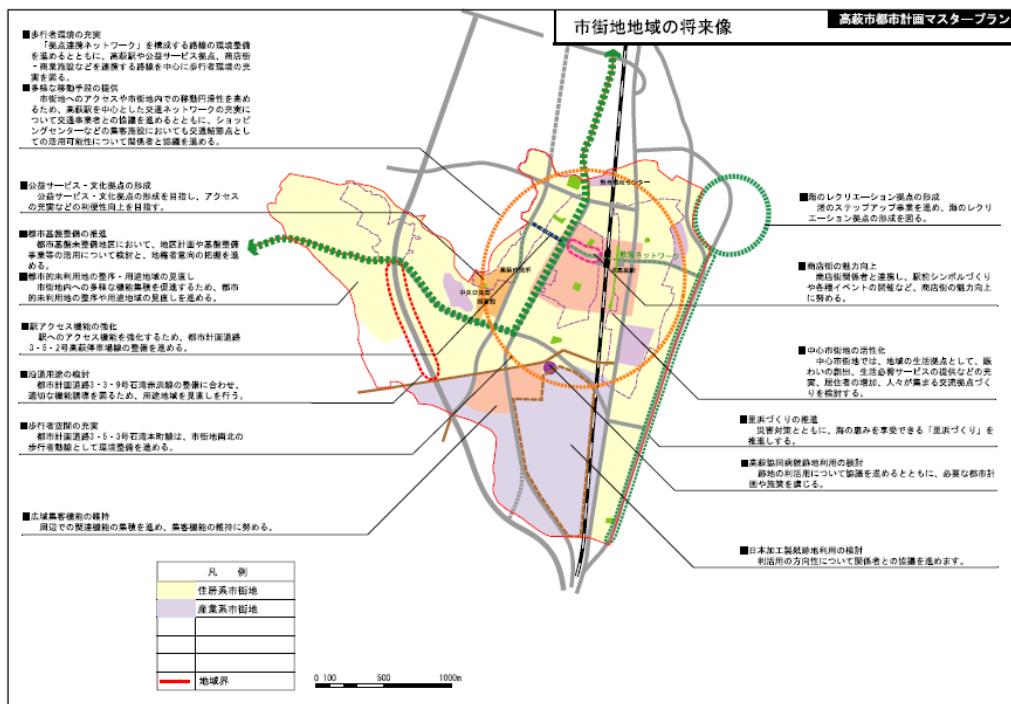 高萩市都市計画マスタープラン
市街地地域の将来像
■歩行者環境の充実
「拠点連携ネットワーク」を構成する路線の環境整備
を進めるとともに、高萩駅や公益サービス拠点、商店街
・商業施設などを連携する路線を中心に歩行者環境の充
実を図る。
■多様な移動手段の提供
市街地へのアクセスや市街地内での移動円滑性を高め
るため、高萩駅を中心とした交通ネットワークの充実に
ついて交通事業者との協議を進めるとともに、ショッピ
ングセンターなどの集客施設においても交通結節点とし
ての活用可能性について関係者と協議を進める。
■公益サービス・文化拠点の形成
公益サービス・文化拠点の形成を目指し、アクセス
の充実などの利便性向上を目指す。
■都市基盤整備の推進
都市基盤未整備地区において、地区計画や基盤整備
事業等の活用について検討と、地権者意向の把握を進
める。
■都市的未利用地の整序・用途地域の見直し
市街地内への多様な機能集積を促進するため、都市
的未利用地の整序や用途地域の見直しを進める。
■駅アクセス機能の強化
駅へのアクセス機能を強化するため、都市計画道路
3・5・2号高萩停車場線の整備を進める。
■沿道用途の検討
都市計画道路3・3・9号石滝赤浜線の整備に合わせ、
適切な機能誘導を図るため、用途地域を見直しを行う。
■歩行者空間の充実
都市計画道路3・5・3号石滝本町線は、市街地南北の
歩行者動線として環境整備を進める。
■広域集客機能の維持
周辺での関連機能の集積を進め、集客機能の維持に努める。
センター
ネットワーク
高萩市役所
中央公民館
図書館
高萩駅
■海のレクリエーション拠点の形成
渚のステップアップ事業を進め、海のレクリ
エーション拠点の形成を図る。
■商店街の魅力向上
商店街関係者と連携し、駅前シンボルづくり
や各種イベントの開催など、商店街の魅力向上
に努める。
■中心市街地の活性化
中心市街地では、地域の生活拠点として、賑
わいの創出、生活必需サービスの提供などの充
実、居住者の増加、人々が集まる交流拠点づく
りを検討する。
■里浜づくりの推進
災害対策とともに、海の恵みを享受できる「里浜づくり」を
推進しする。
■高萩協同病院跡地利用の検討
跡地の利活用について協議を進めるとともに、必要な都市計
画や施策を講じる。
■日本加工製紙跡地利用の検討
利活用の方向性について関係者との協議を進めます。
凡 例
住居系市街地
産業系市街地
地域界
0 100 500 1000m